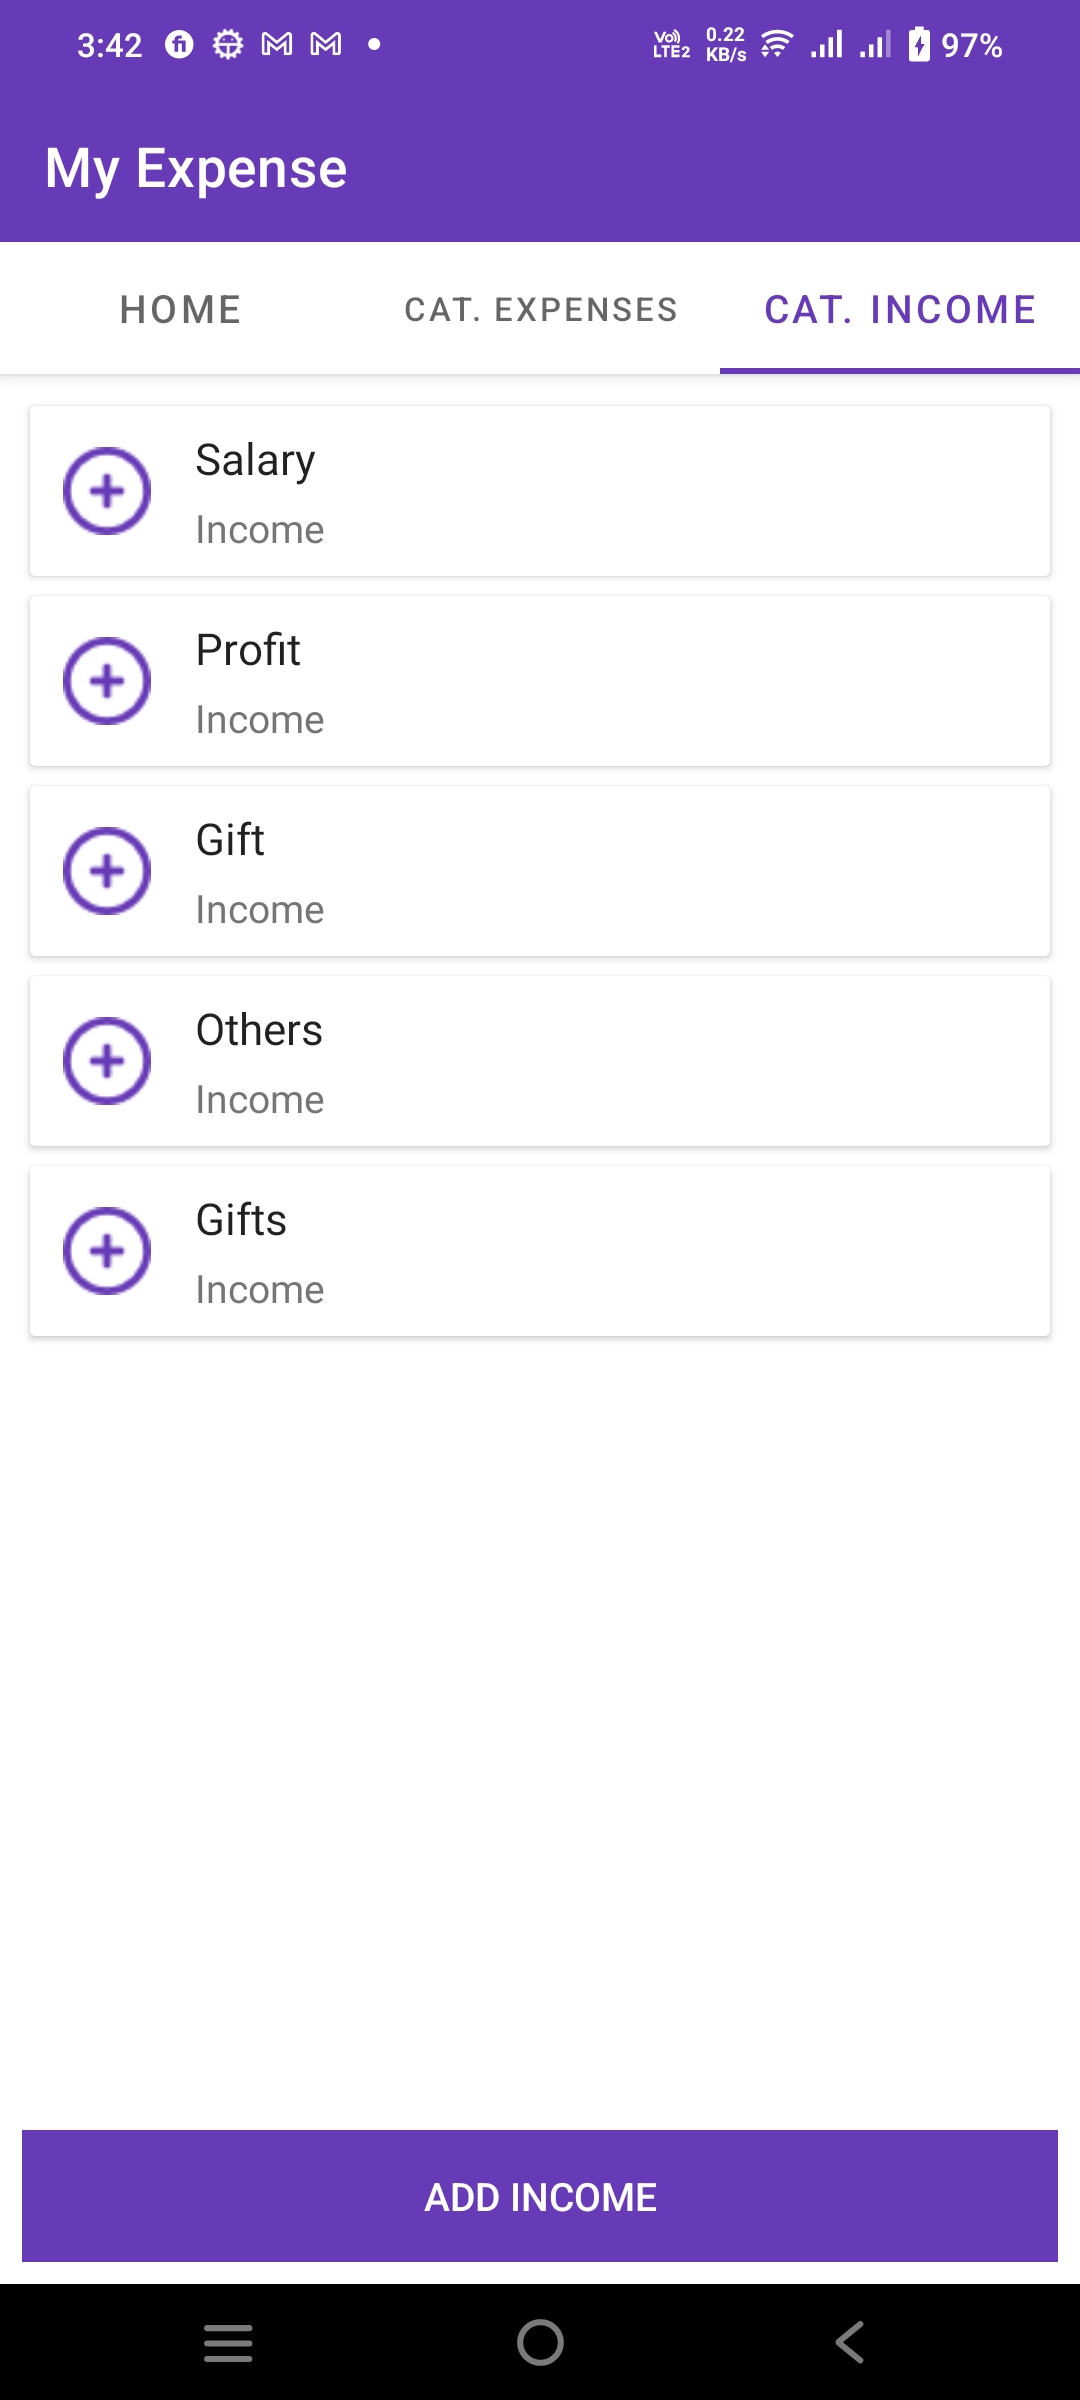 3:42
Vo)) LTE2 0.22 KB/s 97%
My Expense
HOME CAT. EXPENSES CAT. INCOME
Salary
Income
Profit
Income
Gift
Income
Others
Income
Gifts
Income
ADD INCOME